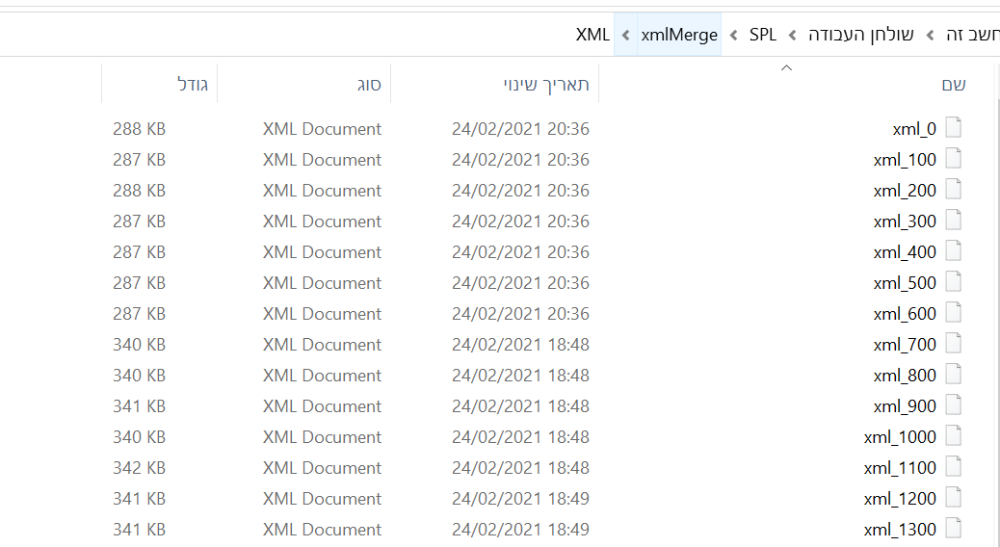 חשב זה > שולחן העבודה > SPL > xmlMerge > XML
שם תאריך שינוי סוג גודל
xml_0 24/02/2021 20:36 XML Document 288 KB
xml_100 24/02/2021 20:36 XML Document 287 KB
xml_200 24/02/2021 20:36 XML Document 288 KB
xml_300 24/02/2021 20:36 XML Document 287 KB
xml_400 24/02/2021 20:36 XML Document 287 KB
xml_500 24/02/2021 20:36 XML Document 287 KB
xml_600 24/02/2021 20:36 XML Document 287 KB
xml_700 24/02/2021 18:48 XML Document 340 KB
xml_800 24/02/2021 18:48 XML Document 340 KB
xml_900 24/02/2021 18:48 XML Document 341 KB
xml_1000 24/02/2021 18:48 XML Document 340 KB
xml_1100 24/02/2021 18:48 XML Document 342 KB
xml_1200 24/02/2021 18:49 XML Document 341 KB
xml_1300 24/02/2021 18:49 XML Document 341 KB